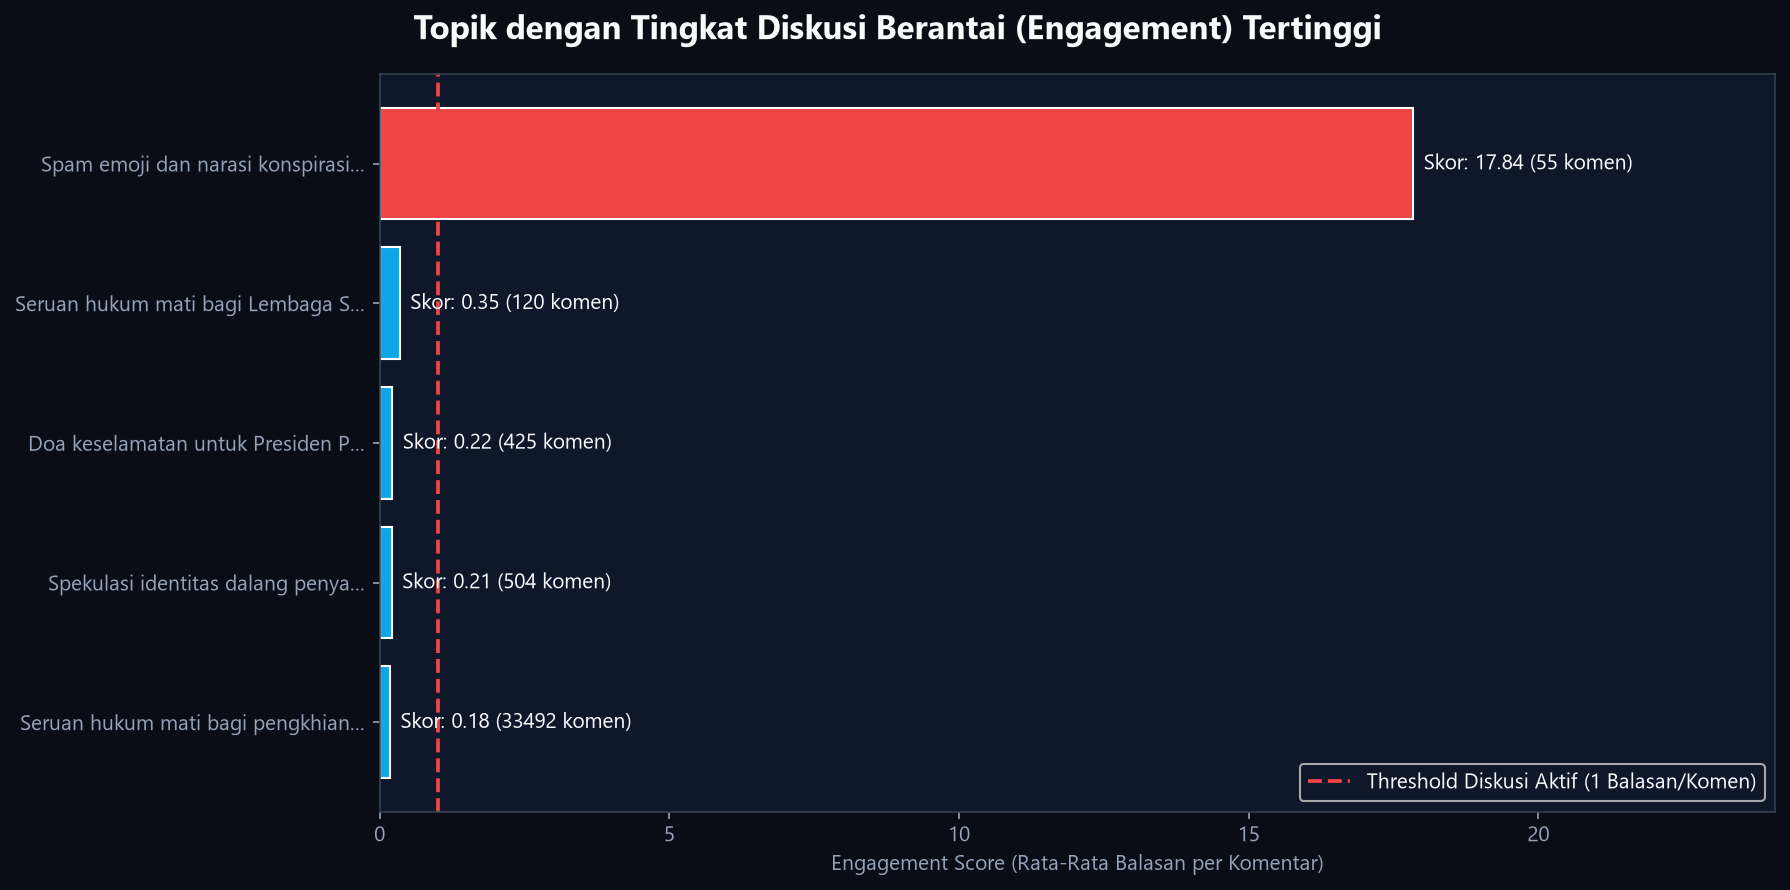 Topik dengan Tingkat Diskusi Berantai (Engagement) Tertinggi
Spam emoji dan narasi konspirasi...
Skor: 17.84 (55 komen)
Seruan hukum mati bagi Lembaga S...
Skor: 0.35 (120 komen)
Doa keselamatan untuk Presiden P...
Skor: 0.22 (425 komen)
Spekulasi identitas dalang penya...
Skor: 0.21 (504 komen)
Seruan hukum mati bagi pengkhian...
Skor: 0.18 (33492 komen)
Threshold Diskusi Aktif (1 Balasan/Komen)
0 5 10 15 20
Engagement Score (Rata-Rata Balasan per Komentar)